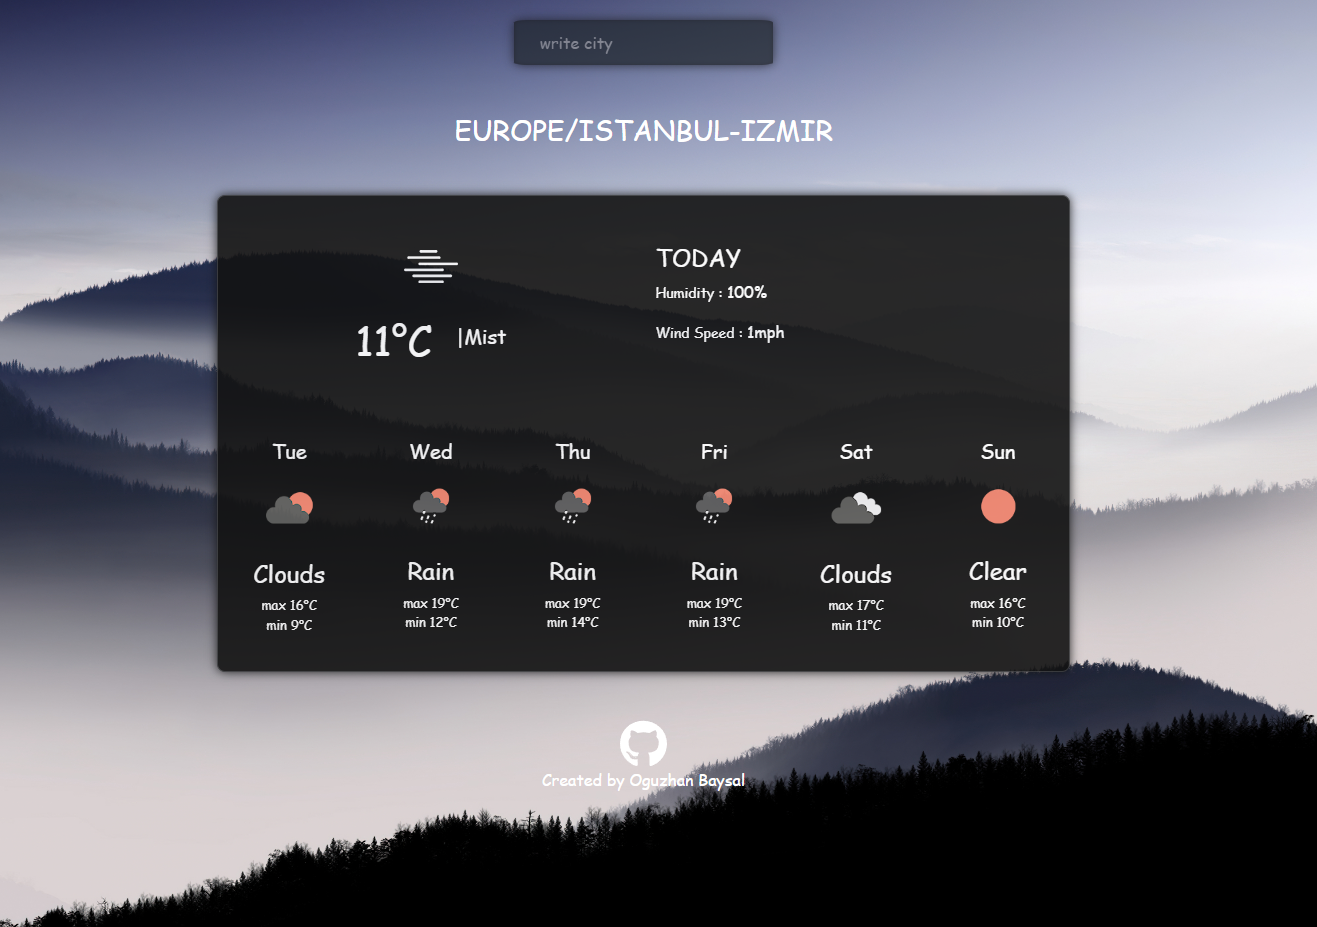 write city
EUROPE/ISTANBUL-IZMIR
11°C |Mist
TODAY
Humidity : 100%
Wind Speed : 1mph
Tue Wed Thu Fri Sat Sun
Clouds Rain Rain Rain Clouds Clear
max 16°C max 19°C max 19°C max 19°C max 17°C max 16°C
min 9°C min 12°C min 14°C min 13°C min 11°C min 10°C
Created by Oguzhan Baysal